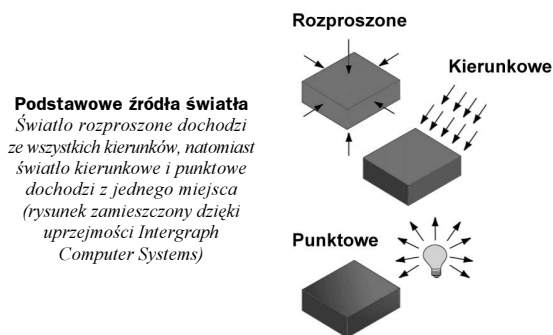 Rozproszone
Kierunkowe
Podstawowe źródła światła
Światło rozproszone dochodzi
ze wszystkich kierunków, natomiast
światło kierunkowe i punktowe
dochodzi z jednego miejsca
(rysunek zamieszczony dzięki
uprzejmości Intergraph
Computer Systems)
Punktowe